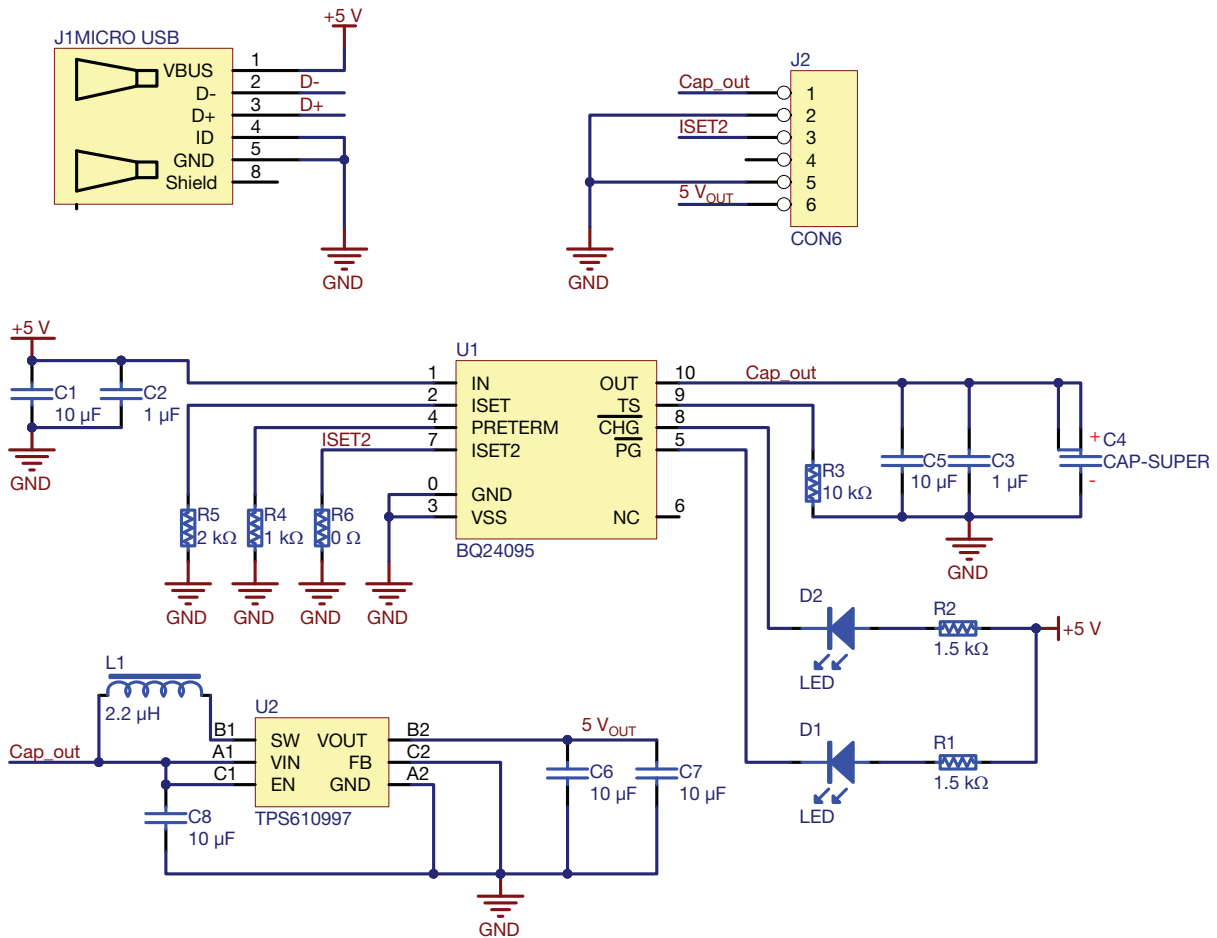 +5 V
J1MICRO USB
VBUS 1
D- 2 D-
D+ 3 D+
ID 4
GND 5
Shield 8
GND
J2
Cap_out 1
2
ISET2 3
4
5
5 VOUT 6
CON6
GND
+5 V
C1
10 µF
C2
1 µF
GND
U1
1 IN
2 ISET
4 PRETERM
7 ISET2
0 GND
3 VSS
OUT 10
TS 9
CHG 8
PG 5
NC 6
BQ24095
ISET2
R5
2 kΩ
GND
R4
1 kΩ
GND
R6
0 Ω
GND
GND
Cap_out
R3
10 kΩ
C5
10 µF
C3
1 µF
+
C4
CAP-SUPER
-
GND
D2
LED
R2
1.5 kΩ
+5 V
D1
LED
R1
1.5 kΩ
L1
2.2 µH
Cap_out
U2
B1 SW
A1 VIN
C1 EN
VOUT B2
FB C2
GND A2
TPS610997
C8
10 µF
5 VOUT
C6
10 µF
C7
10 µF
GND